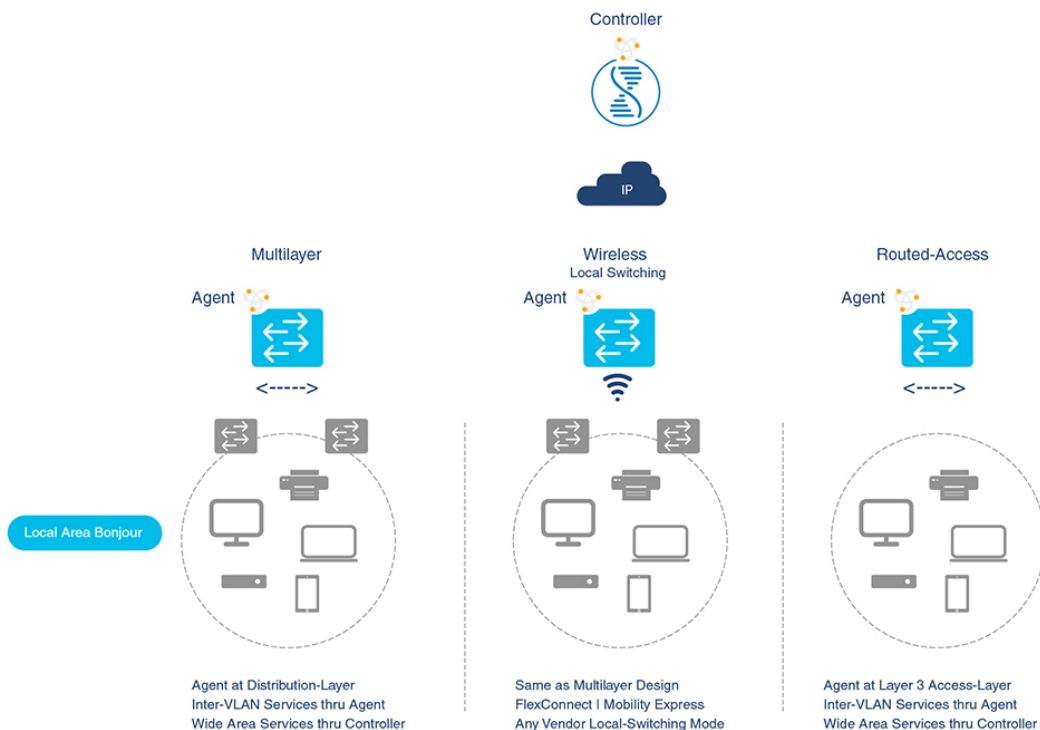 Controller
IP
Multilayer
Wireless
Local Switching
Routed-Access
Agent
Agent
Agent
<----->
<----->
Local Area Bonjour
Agent at Distribution-Layer
Inter-VLAN Services thru Agent
Wide Area Services thru Controller
Same as Multilayer Design
FlexConnect | Mobility Express
Any Vendor Local-Switching Mode
Agent at Layer 3 Access-Layer
Inter-VLAN Services thru Agent
Wide Area Services thru Controller